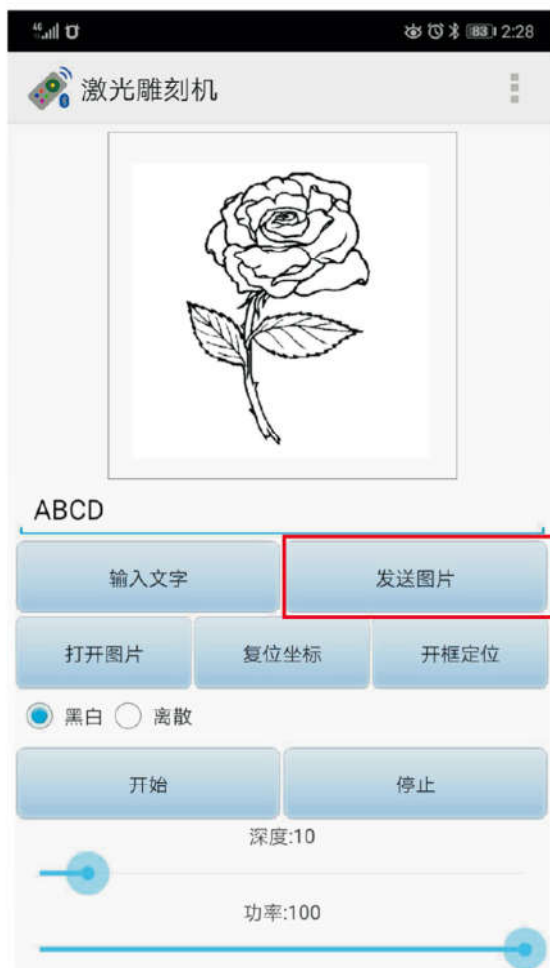 46 83 2:28
激光雕刻机
ABCD
输入文字 发送图片
打开图片 复位坐标 开框定位
黑白 离散
开始 停止
深度:10
功率:100